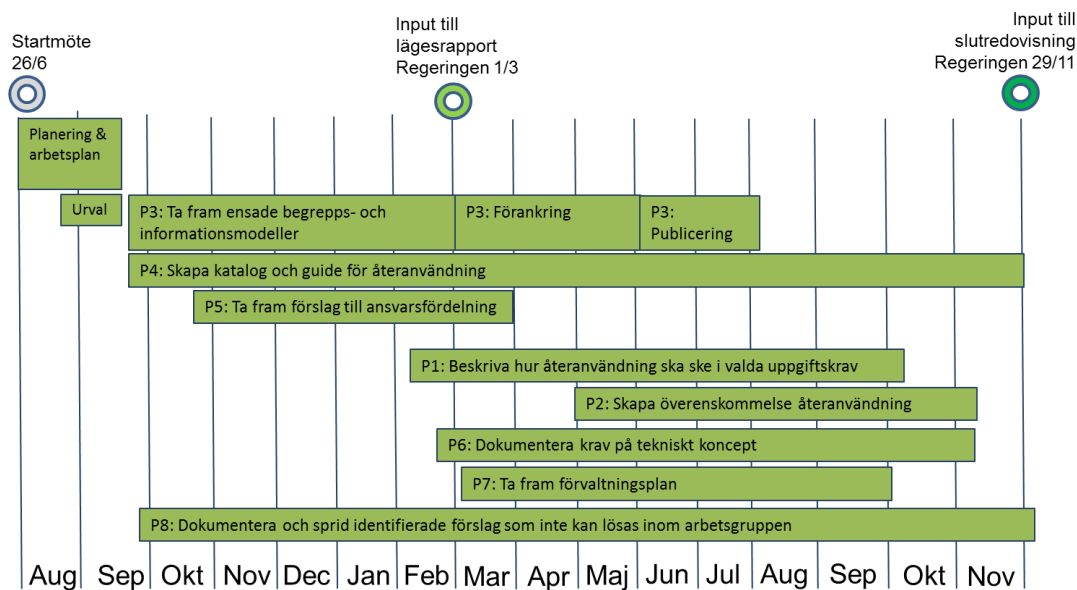 Startmöte
26/6
Input till
lägesrapport
Regeringen 1/3
Input till
slutredovisning
Regeringen 29/11
Planering &
arbetsplan
Urval
P3: Ta fram ensade begrepps- och
informationsmodeller
P3: Förankring
P3:
Publicering
P4: Skapa katalog och guide för återanvändning
P5: Ta fram förslag till ansvarsfördelning
P1: Beskriva hur återanvändning ska ske i valda uppgiftskrav
P2: Skapa överenskommelse återanvändning
P6: Dokumentera krav på tekniskt koncept
P7: Ta fram förvaltningsplan
P8: Dokumentera och sprid identifierade förslag som inte kan lösas inom arbetsgruppen
Aug Sep Okt Nov Dec Jan Feb Mar Apr Maj Jun Jul Aug Sep Okt Nov